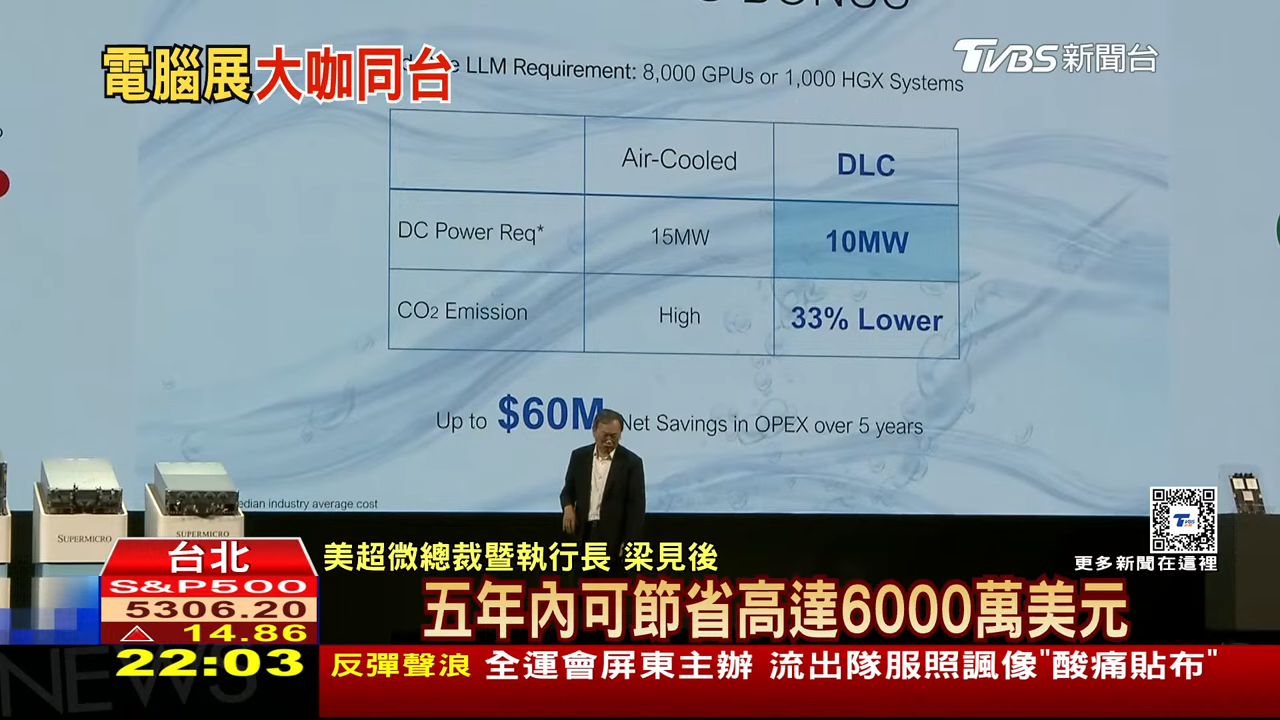 BONUS
電腦展大咖同台
TVBS新聞台
LLM Requirement: 8,000 GPUs or 1,000 HGX Systems
Air-Cooled
DLC
DC Power Req*
15MW
10MW
CO2 Emission
High
33% Lower
Up to $60M Net Savings in OPEX over 5 years
industry average cost
SUPERMICRO
SUPERMICRO
TVBS
更多新聞在這裡
台北
美超微總裁暨執行長 梁見後
五年內可節省高達6000萬美元
S&P500
5306.20
14.86
22:03
反彈聲浪 全運會屏東主辦 流出隊服照諷像"酸痛貼布"
NEWS